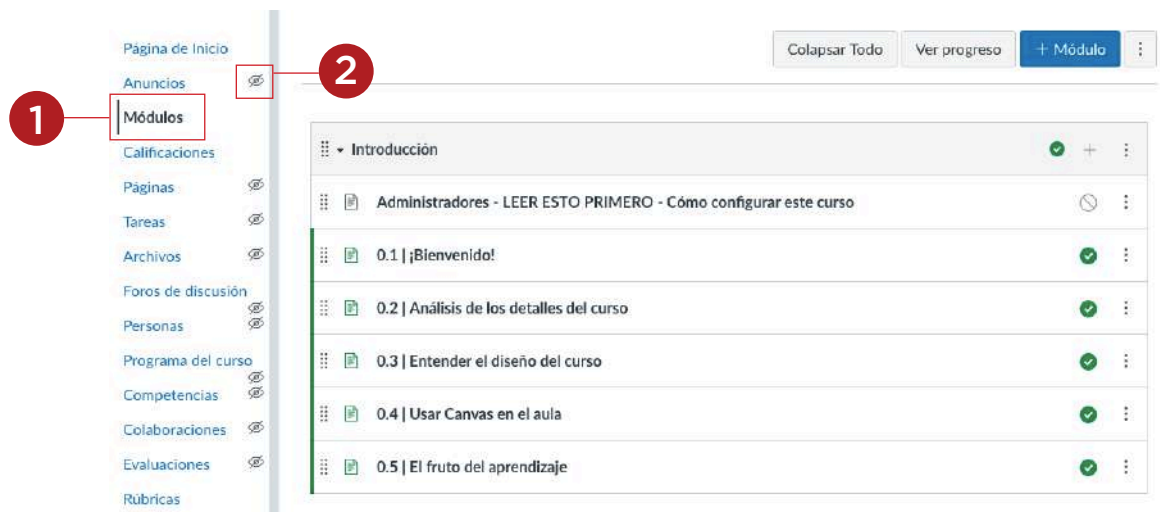 Página de Inicio
Anuncios
2
1
Módulos
Calificaciones
Páginas
Tareas
Archivos
Foros de discusión
Personas
Programa del curso
Competencias
Colaboraciones
Evaluaciones
Rúbricas
Colapsar Todo
Ver progreso
+ Módulo
Introducción
Administradores - LEER ESTO PRIMERO - Cómo configurar este curso
0.1 | ¡Bienvenido!
0.2 | Análisis de los detalles del curso
0.3 | Entender el diseño del curso
0.4 | Usar Canvas en el aula
0.5 | El fruto del aprendizaje